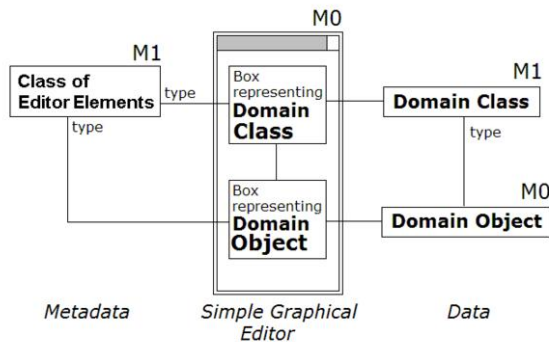 M0
M1
M1
Class of
Editor Elements
type
type
Box
representing
Domain
Class
Domain Class
type
M0
Box
representing
Domain
Object
Domain Object
Metadata
Simple Graphical
Editor
Data